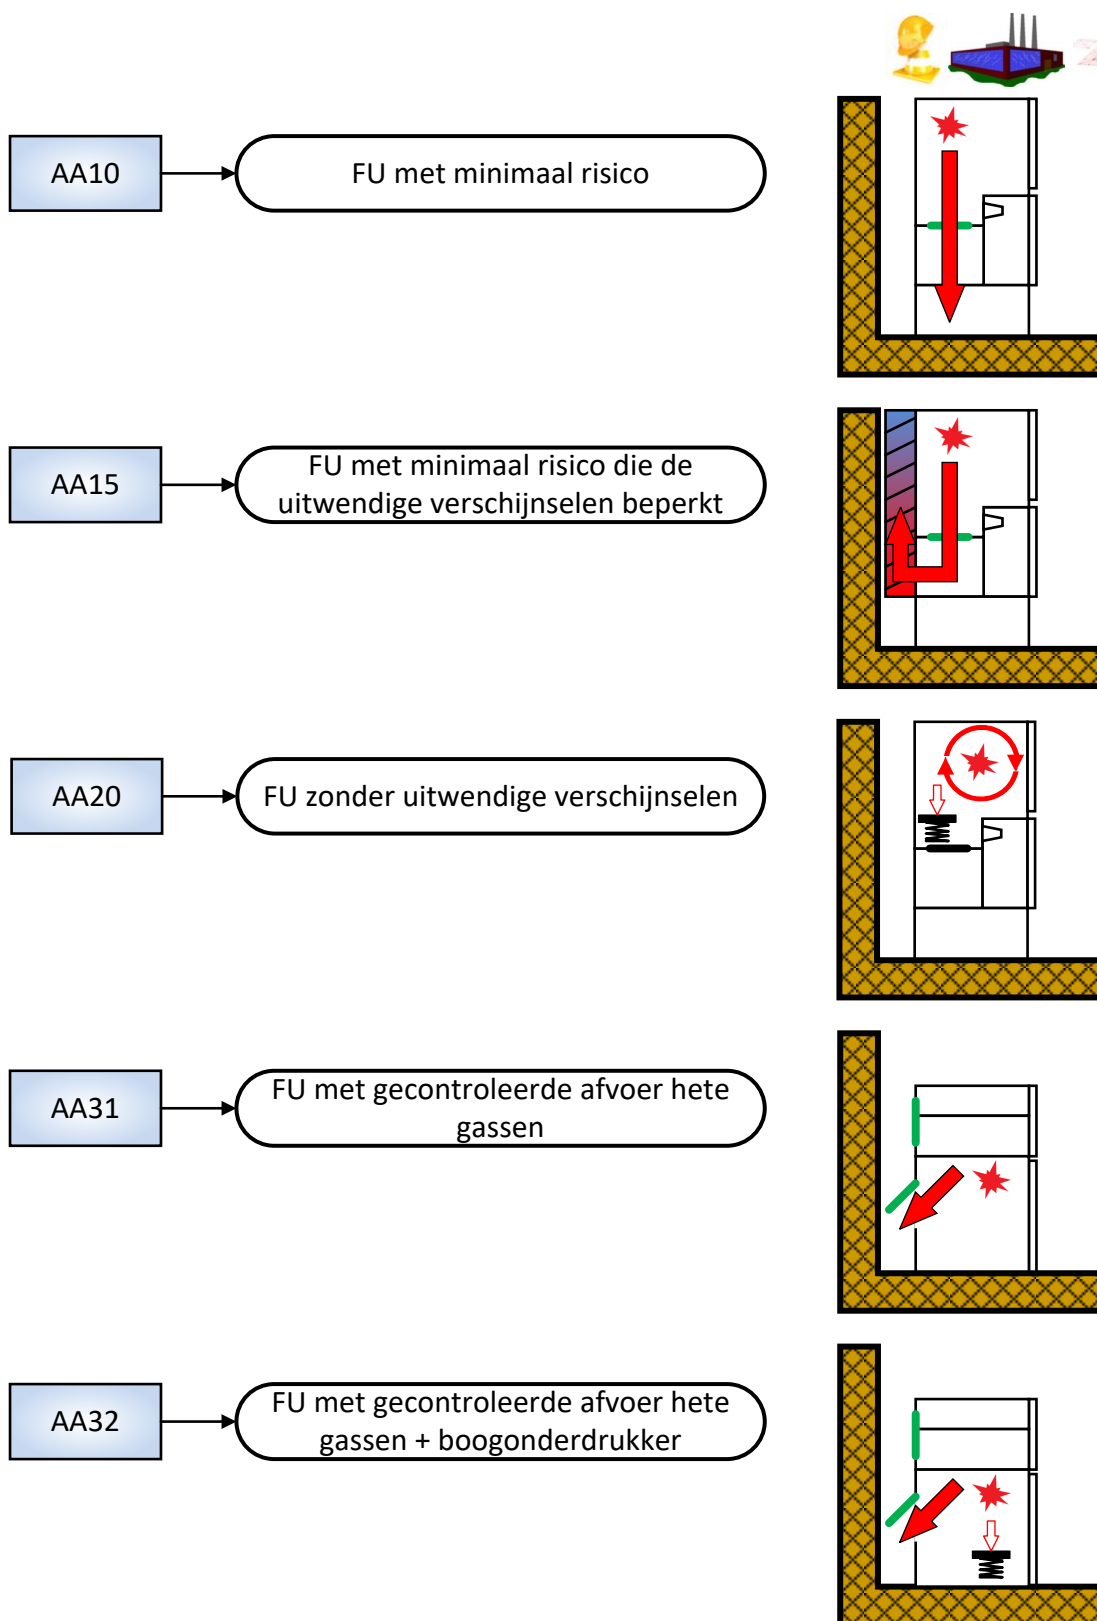 AA10
FU met minimaal risico
AA15
FU met minimaal risico die de
uitwendige verschijnselen beperkt
AA20
FU zonder uitwendige verschijnselen
AA31
FU met gecontroleerde afvoer hete
gassen
AA32
FU met gecontroleerde afvoer hete
gassen + boogonderdrukker